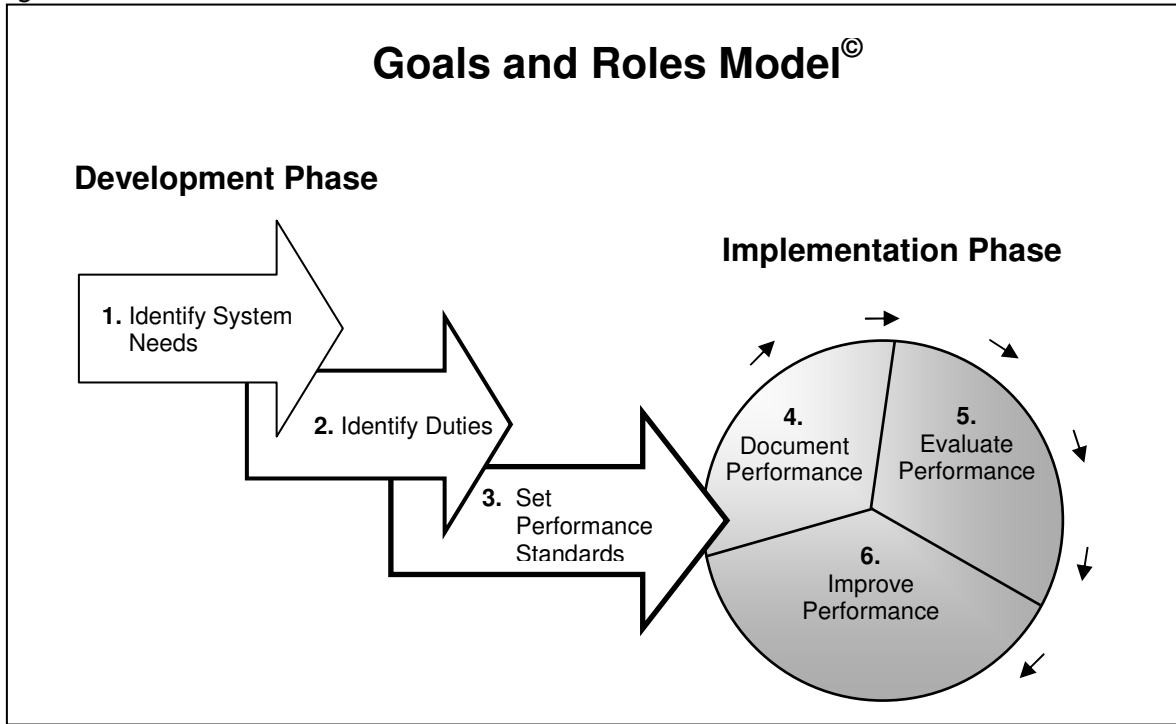 Goals and Roles Model©
Development Phase
Implementation Phase
1. Identify System
Needs
2. Identify Duties
3. Set
Performance
Standards
4.
Document
Performance
5.
Evaluate
Performance
6.
Improve
Performance